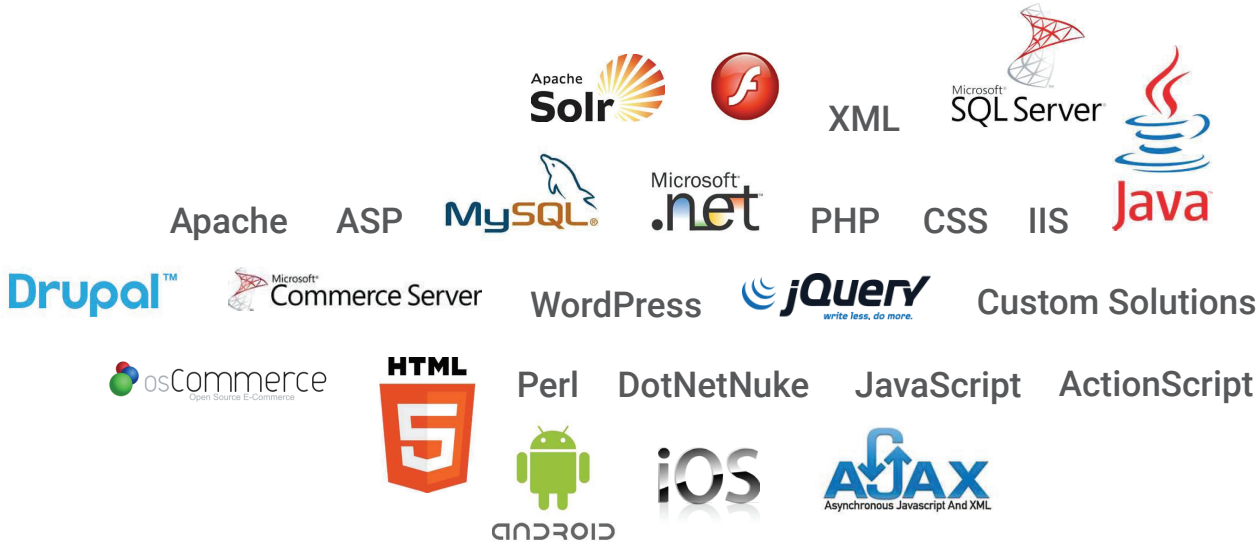 Apache
Solr
XML
Microsoft®
SQL Server®
Java™
Apache
ASP
MySQL®
Microsoft®
.net™
PHP
CSS
IIS
Drupal™
Microsoft®
Commerce Server
WordPress
jQuery
write less, do more.
Custom Solutions
osCommerce
Open Source E-Commerce
HTML
5
Perl
DotNetNuke
JavaScript
ActionScript
ANDROID
iOS
AJAX
Asynchronous Javascript And XML